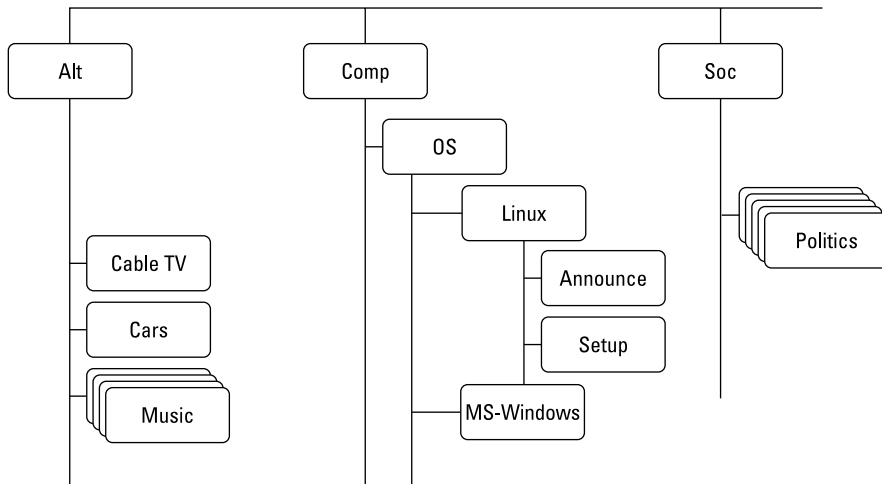 Alt
Comp
Soc
OS
Linux
Politics
Cable TV
Announce
Cars
Setup
Music
MS-Windows